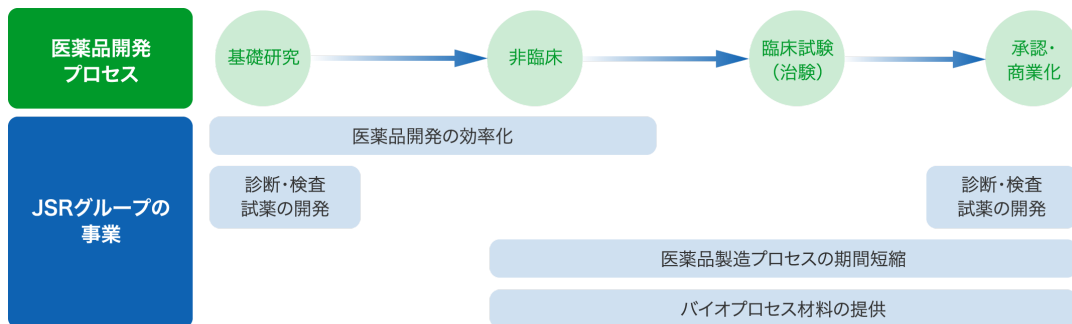 医薬品開発
プロセス
基礎研究
非臨床
臨床試験
（治験）
承認・
商業化
JSRグループの
事業
医薬品開発の効率化
診断・検査
試薬の開発
診断・検査
試薬の開発
医薬品製造プロセスの期間短縮
バイオプロセス材料の提供